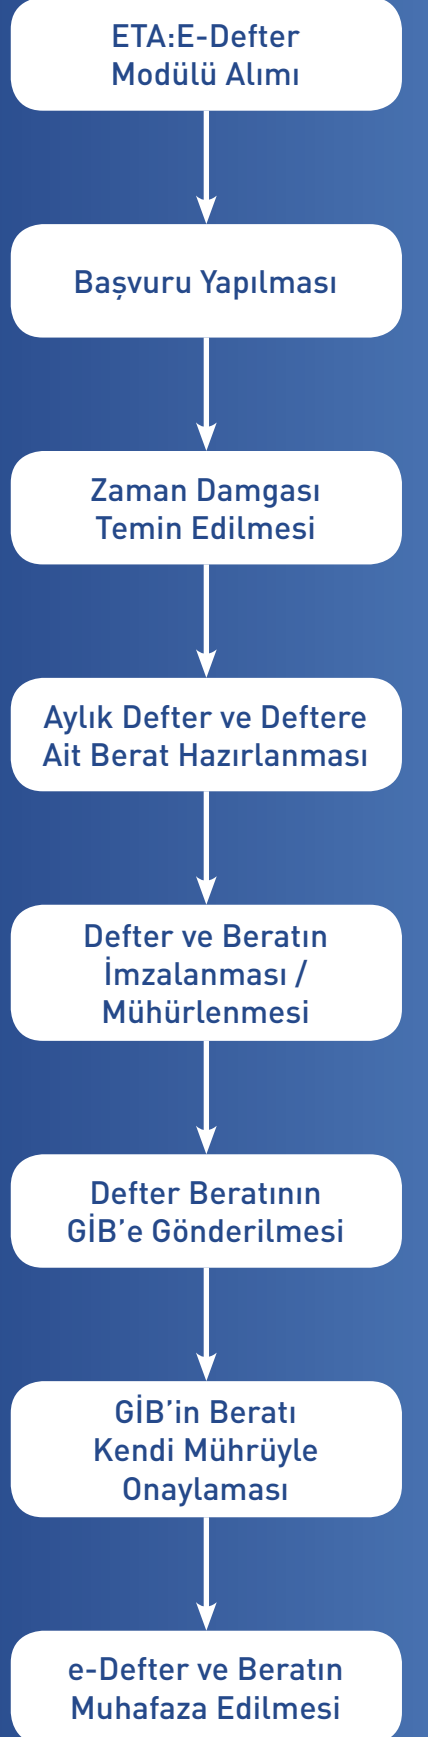 ETA:E-Defter
Modülü Alımı
Başvuru Yapılması
Zaman Damgası
Temin Edilmesi
Aylık Defter ve Deftere
Ait Berat Hazırlanması
Defter ve Beratın
İmzalanması /
Mühürlenmesi
Defter Beratının
GİB’e Gönderilmesi
GİB’in Beratı
Kendi Mührüyle
Onaylaması
e-Defter ve Beratın
Muhafaza Edilmesi